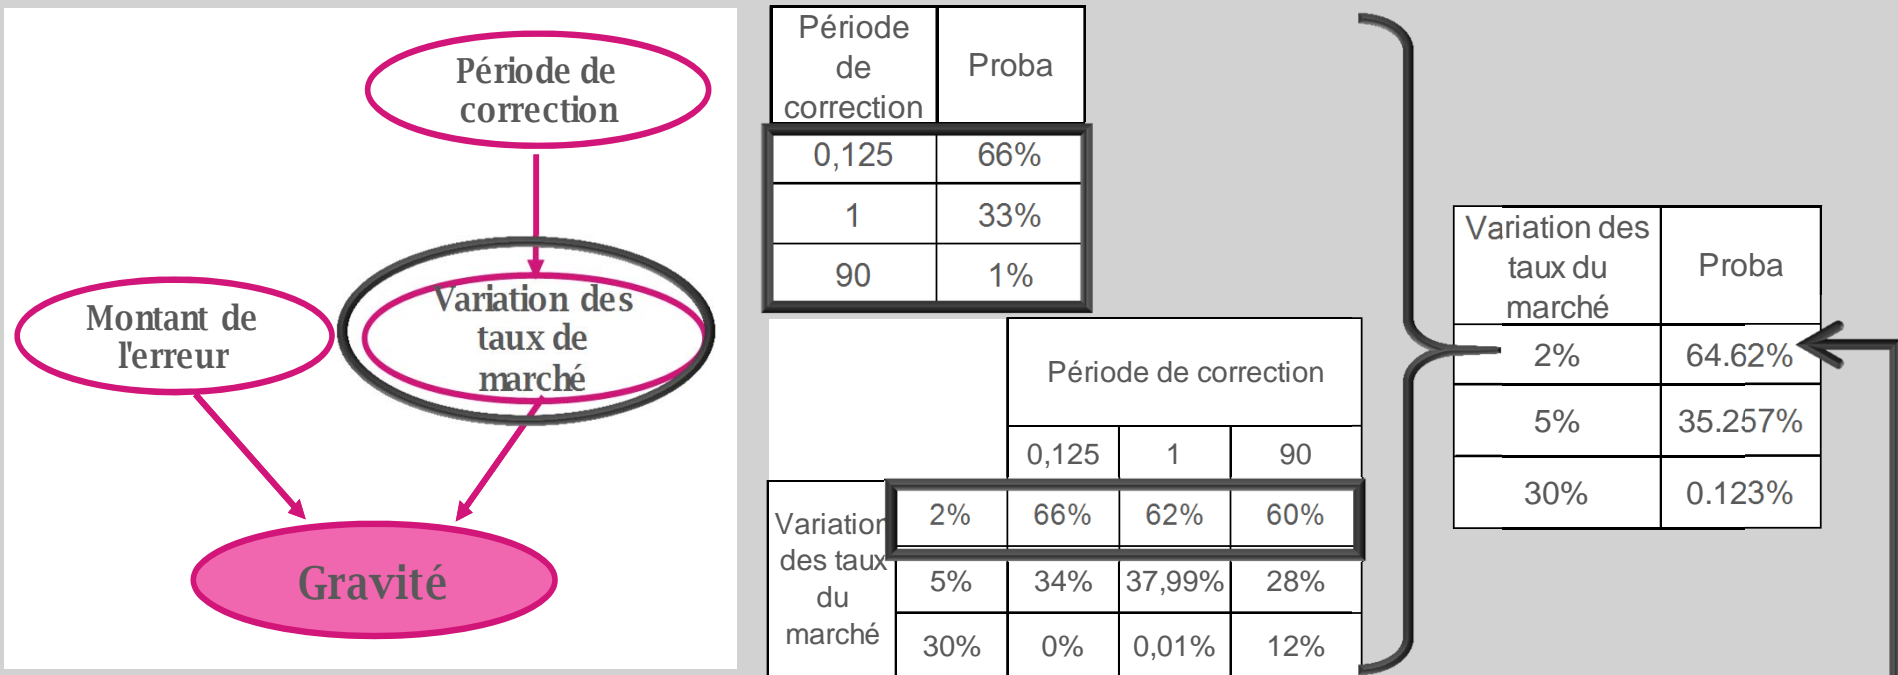 Période de
correction
Montant de
l'erreur
Variation des
taux de
marché
Gravité
Période
de
correction
Proba
0,125 66%
1 33%
90 1%
Période de correction
0,125 1 90
Variation
des taux
du
marché
2% 66% 62% 60%
5% 34% 37,99% 28%
30% 0% 0,01% 12%
Variation des
taux du
marché
Proba
2% 64.62%
5% 35.257%
30% 0.123%